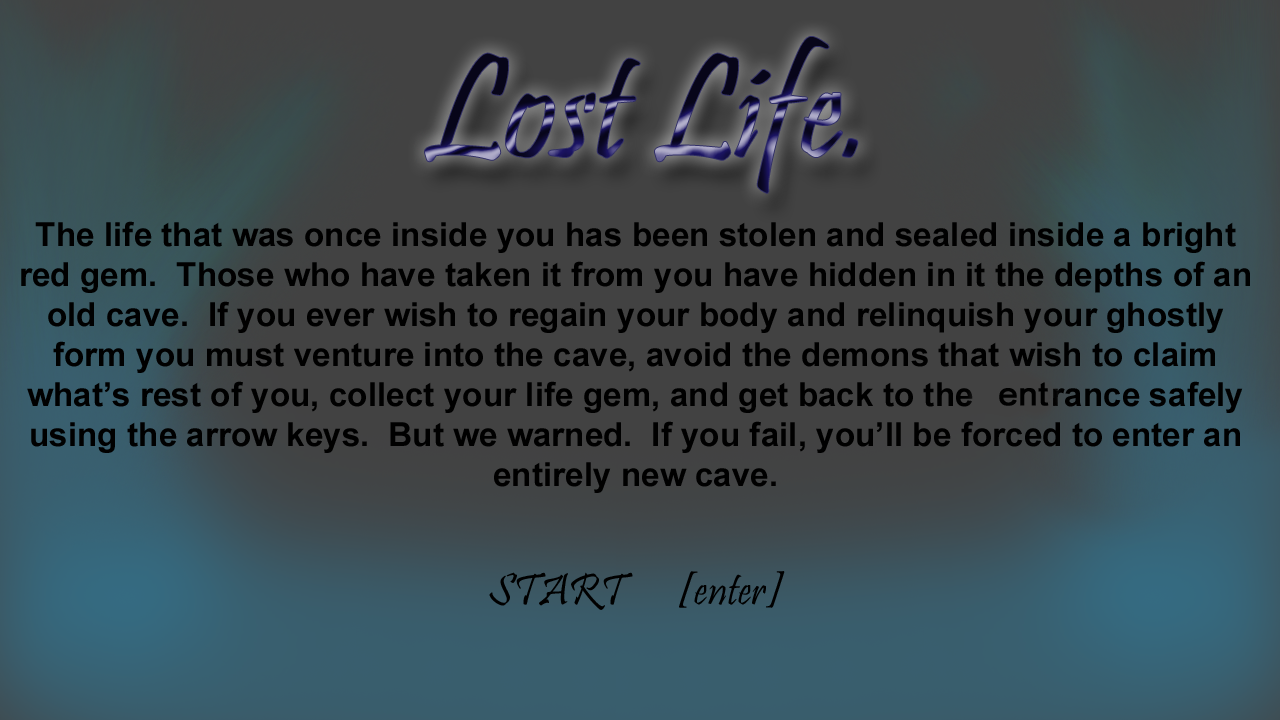 Lost Life.
The life that was once inside you has been stolen and sealed inside a bright
red gem.  Those who have taken it from you have hidden in it the depths of an
old cave.  If you ever wish to regain your body and relinquish your ghostly
form you must venture into the cave, avoid the demons that wish to claim
what’s rest of you, collect your life gem, and get back to the entrance safely
using the arrow keys.  But we warned.  If you fail, you’ll be forced to enter an
entirely new cave.
START [enter]